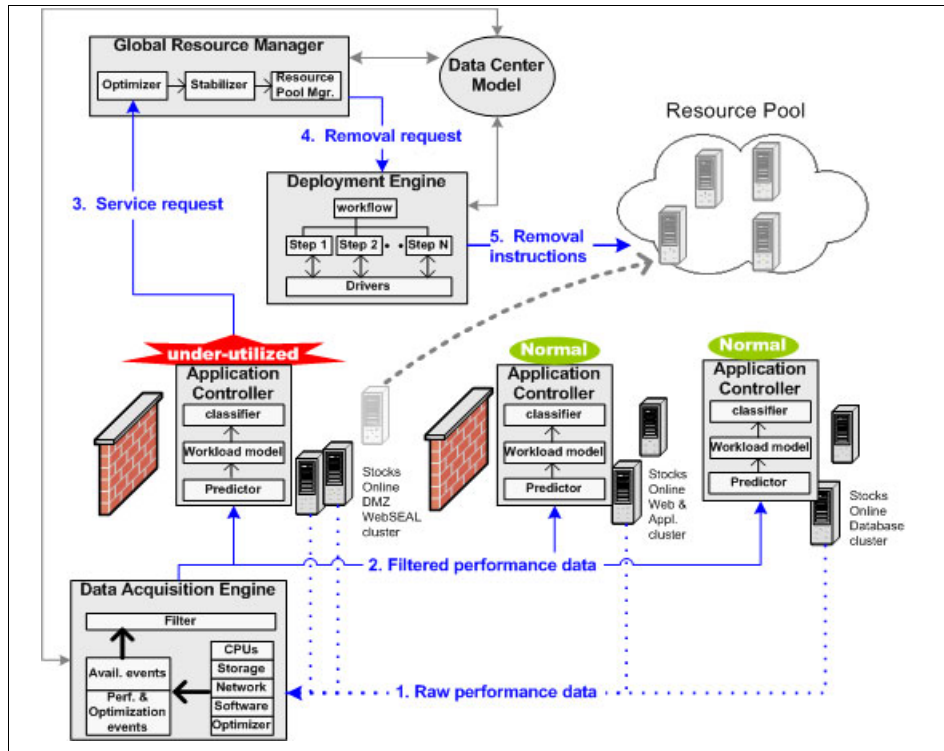 Global Resource Manager
Optimizer
Stabilizer
Resource
Pool Mgr.
Data Center
Model
Resource Pool
4. Removal request
Deployment Engine
workflow
Step 1
Step 2
Step N
Drivers
3. Service request
5. Removal
instructions
under-utilized
Application
Controller
classifier
Workload model
Predictor
Stocks
Online
DMZ
WebSEAL
cluster
Normal
Application
Controller
classifier
Workload model
Predictor
Stocks
Online
Web &
Appl.
cluster
Normal
Application
Controller
classifier
Workload model
Predictor
Stocks
Online
Database
cluster
2. Filtered performance data
Data Acquisition Engine
Filter
Avail. events
Perf. &
Optimization
events
CPUs
Storage
Network
Software
Optimizer
1. Raw performance data